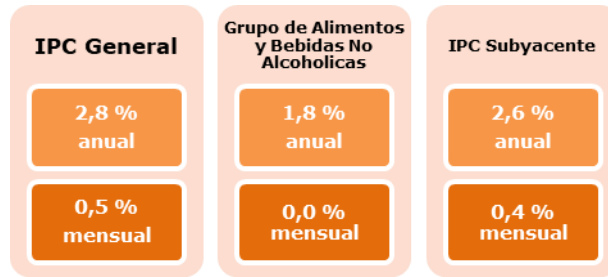 IPC General
2,8 %
anual
0,5 %
mensual
Grupo de Alimentos
y Bebidas No
Alcoholicas
1,8 %
anual
0,0 %
mensual
IPC Subyacente
2,6 %
anual
0,4 %
mensual